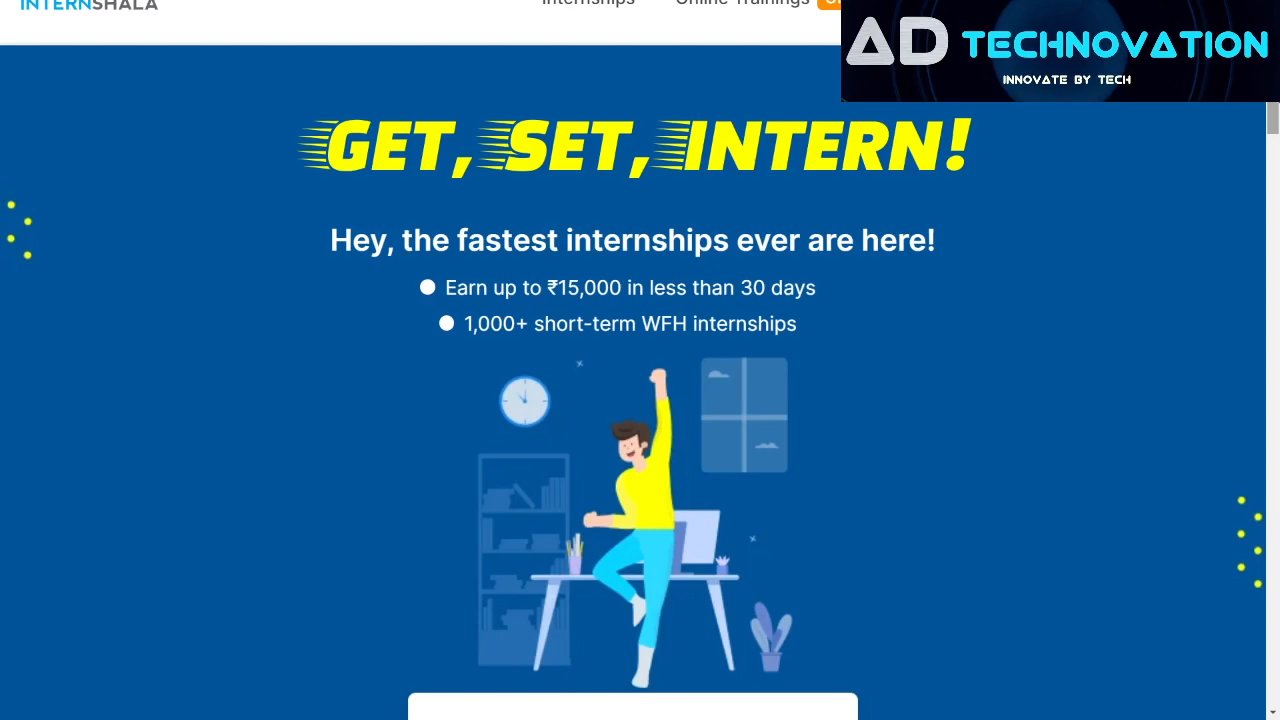 INTERNSHALA
Internships
Online Trainings
AD TECHNOVATION
INNOVATE BY TECH
GET, SET, INTERN!
Hey, the fastest internships ever are here!
Earn up to ₹15,000 in less than 30 days
1,000+ short-term WFH internships